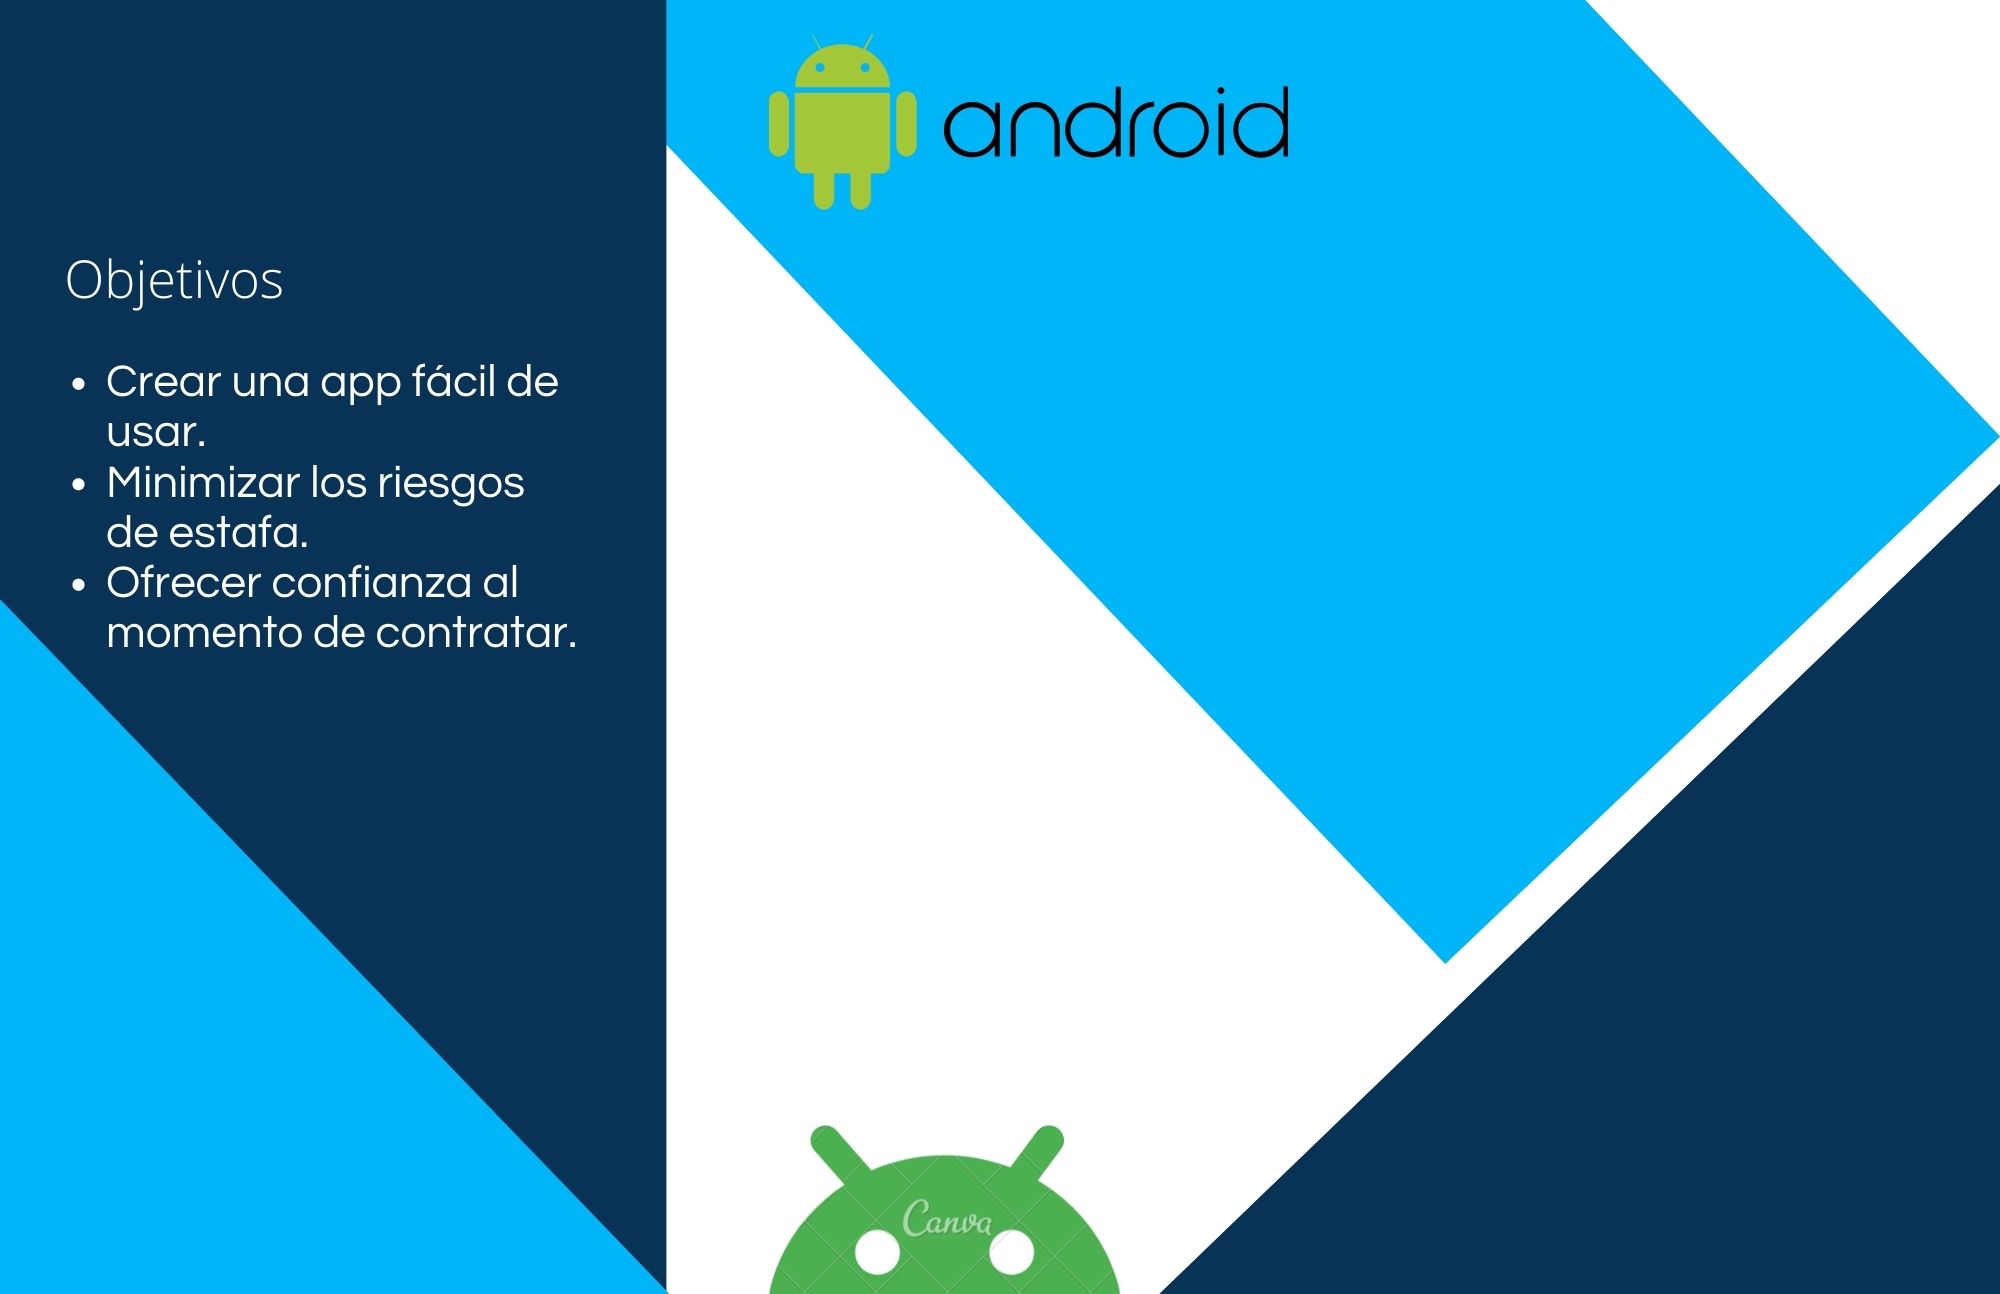 android
Objetivos
• Crear una app fácil de
usar.
• Minimizar los riesgos
de estafa.
• Ofrecer confianza al
momento de contratar.
Canva